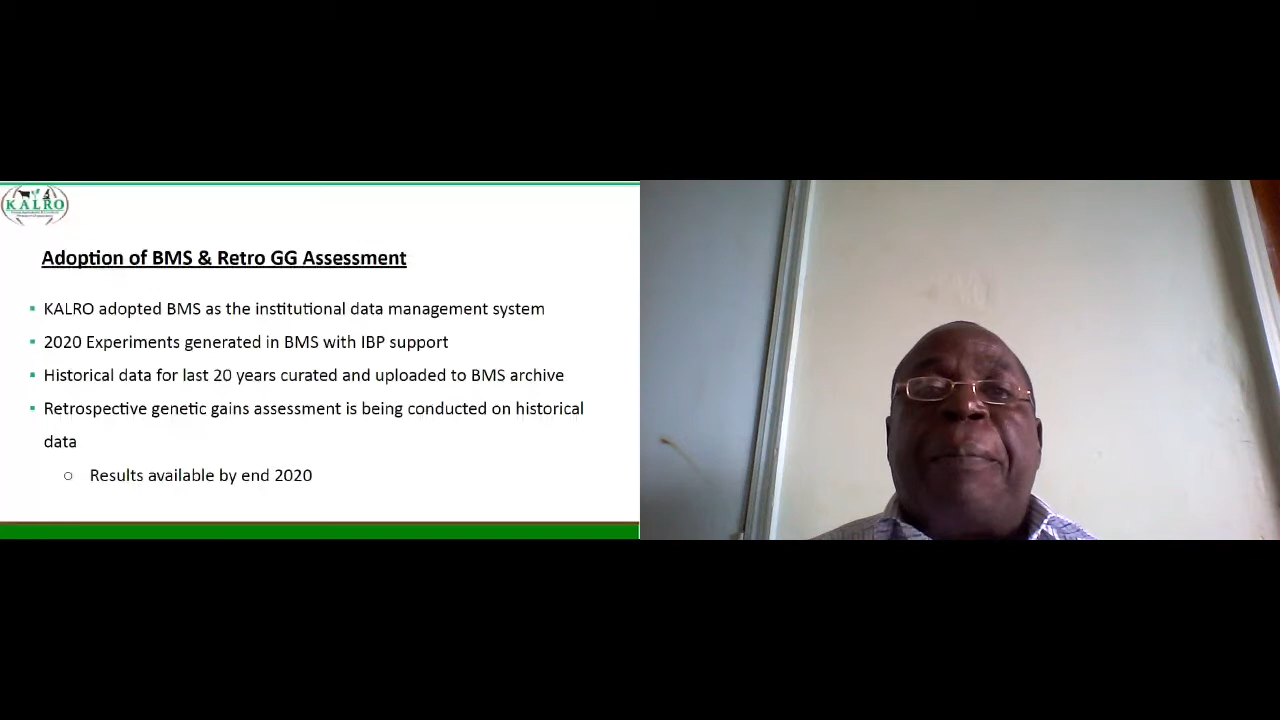 KALRO
Adoption of BMS & Retro GG Assessment
▪ KALRO adopted BMS as the institutional data management system
▪ 2020 Experiments generated in BMS with IBP support
▪ Historical data for last 20 years curated and uploaded to BMS archive
▪ Retrospective genetic gains assessment is being conducted on historical
data
○ Results available by end 2020